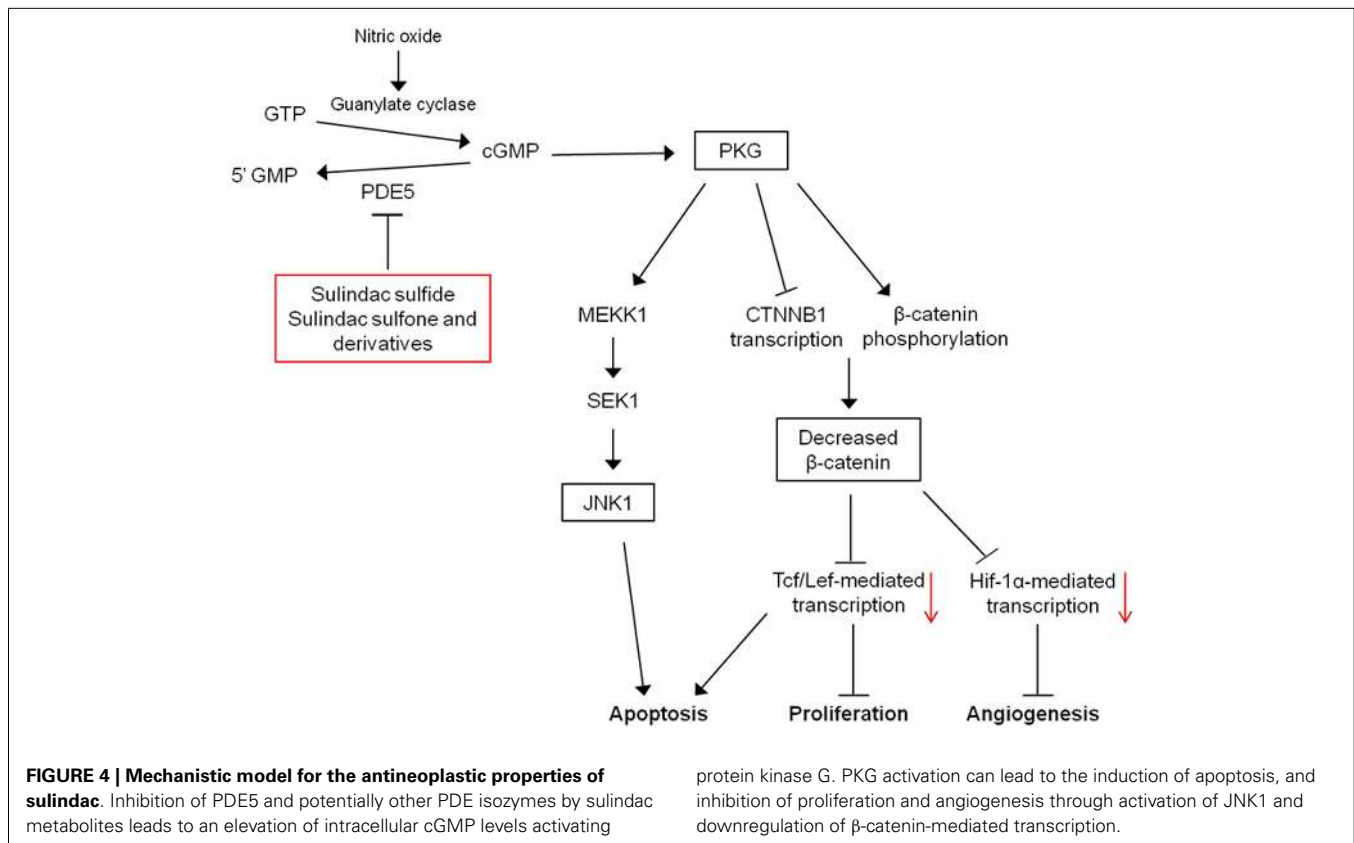 Nitric oxide
Guanylate cyclase
GTP
cGMP
PKG
5' GMP
PDE5
Sulindac sulfide
Sulindac sulfone and
derivatives
MEKK1
CTNNB1
transcription
β-catenin
phosphorylation
SEK1
Decreased
β-catenin
JNK1
Tcf/Lef-mediated
transcription
Hif-1α-mediated
transcription
Apoptosis
Proliferation
Angiogenesis
FIGURE 4 | Mechanistic model for the antineoplastic properties of
sulindac. Inhibition of PDE5 and potentially other PDE isozymes by sulindac
metabolites leads to an elevation of intracellular cGMP levels activating
protein kinase G. PKG activation can lead to the induction of apoptosis, and
inhibition of proliferation and angiogenesis through activation of JNK1 and
downregulation of β-catenin-mediated transcription.